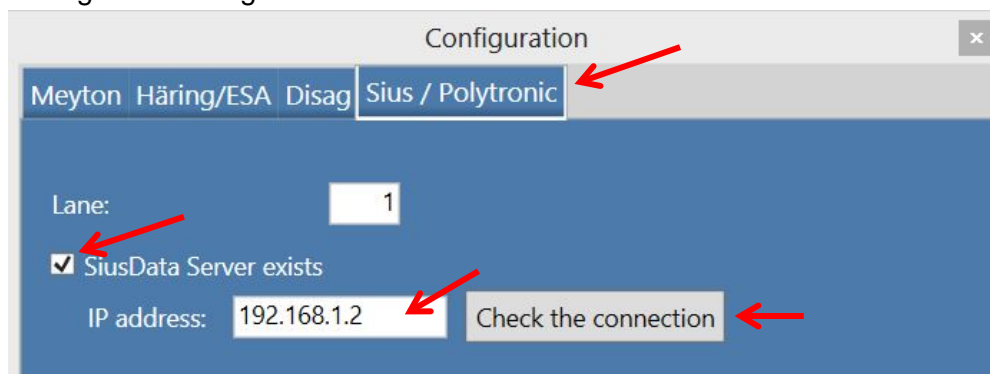 Configuration
Meyton Häring/ESA Disag Sius / Polytronic
Lane: 1
SiusData Server exists
IP address: 192.168.1.2 Check the connection